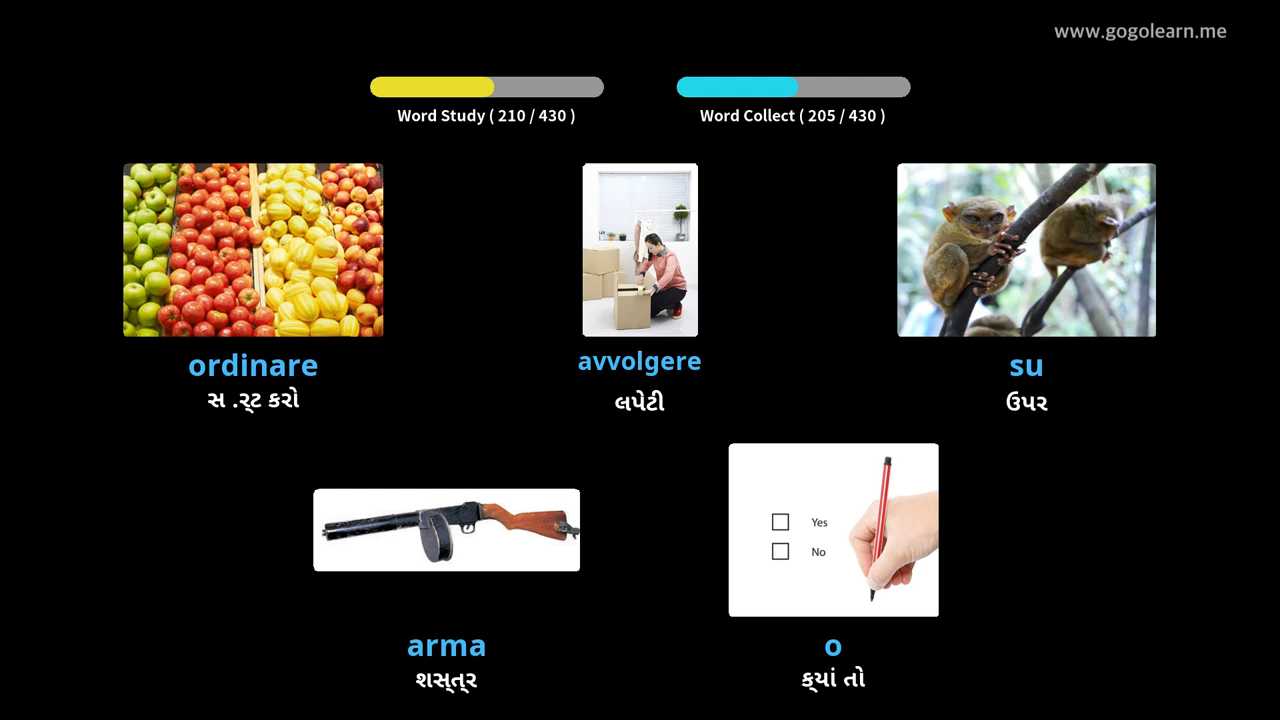 www.gogolearn.me
Word Study ( 210 / 430 )
Word Collect ( 205 / 430 )
ordinare
સ .ર્ટ કરો
avvolgere
લપેટી
su
ઉપર
Yes
No
arma
શસ્ત્ર
o
ક્યાં તો